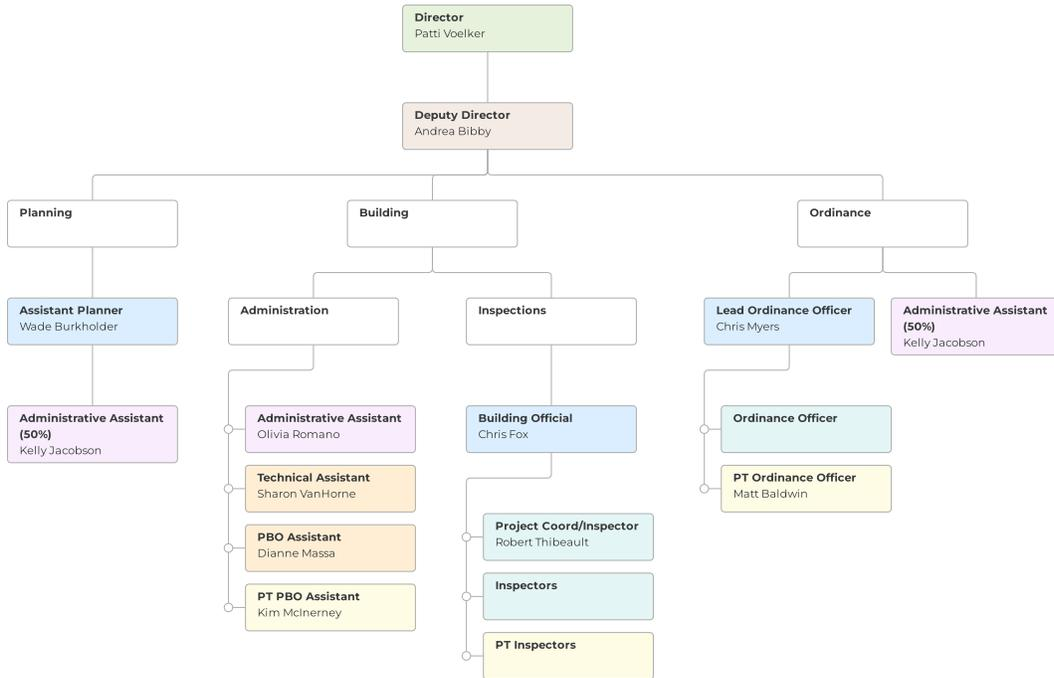 Director
Patti Voelker
Deputy Director
Andrea Bibby
Planning
Building
Ordinance
Assistant Planner
Wade Burkholder
Administration
Inspections
Lead Ordinance Officer
Chris Myers
Administrative Assistant
(50%)
Kelly Jacobson
Administrative Assistant
(50%)
Kelly Jacobson
Administrative Assistant
Olivia Romano
Technical Assistant
Sharon VanHorne
PBO Assistant
Dianne Massa
PT PBO Assistant
Kim McInerney
Building Official
Chris Fox
Project Coord/Inspector
Robert Thibeault
Inspectors
PT Inspectors
Ordinance Officer
PT Ordinance Officer
Matt Baldwin